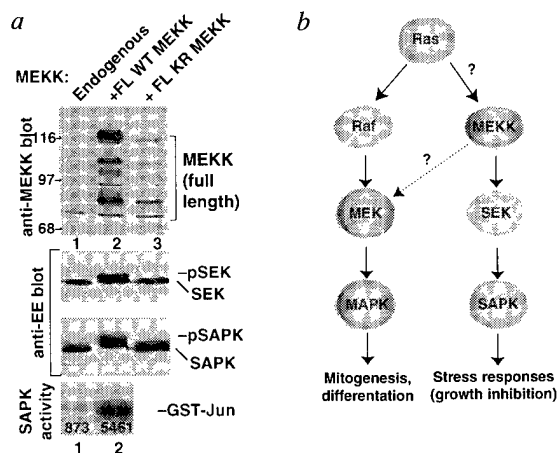 a
MEKK:
Endogenous
+FL WT MEKK
+ FL KR MEKK
anti-MEKK blot
116-
97-
68-
MEKK
(full
length)
1 2 3
anti-EE blot
-pSEK
SEK
-pSAPK
SAPK
SAPK
activity
873 5461
-GST-Jun
1 2
b
Ras
?
Raf
MEKK
?
MEK
SEK
MAPK
SAPK
Mitogenesis,
differentation
Stress responses
(growth inhibition)